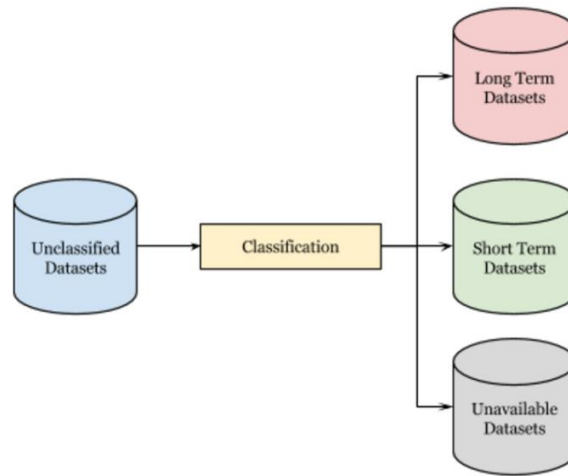 Long Term
Datasets
Unclassified
Datasets
Classification
Short Term
Datasets
Unavailable
Datasets